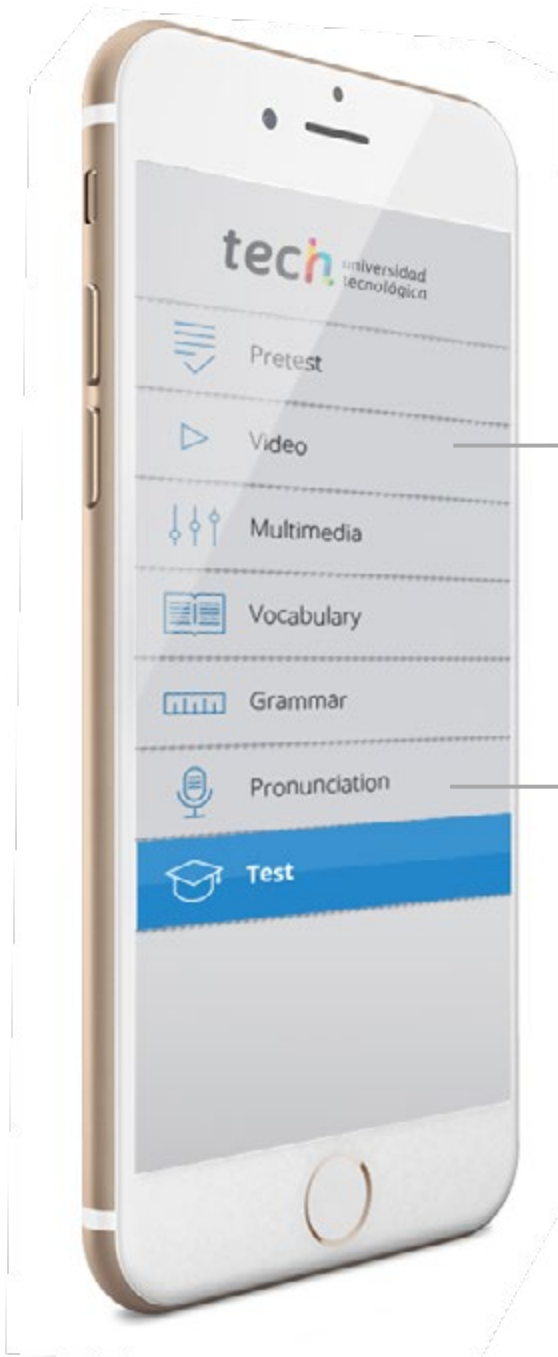 tech universidad
tecnológica
Pretest
Video
Multimedia
Vocabulary
Grammar
Pronunciation
Test